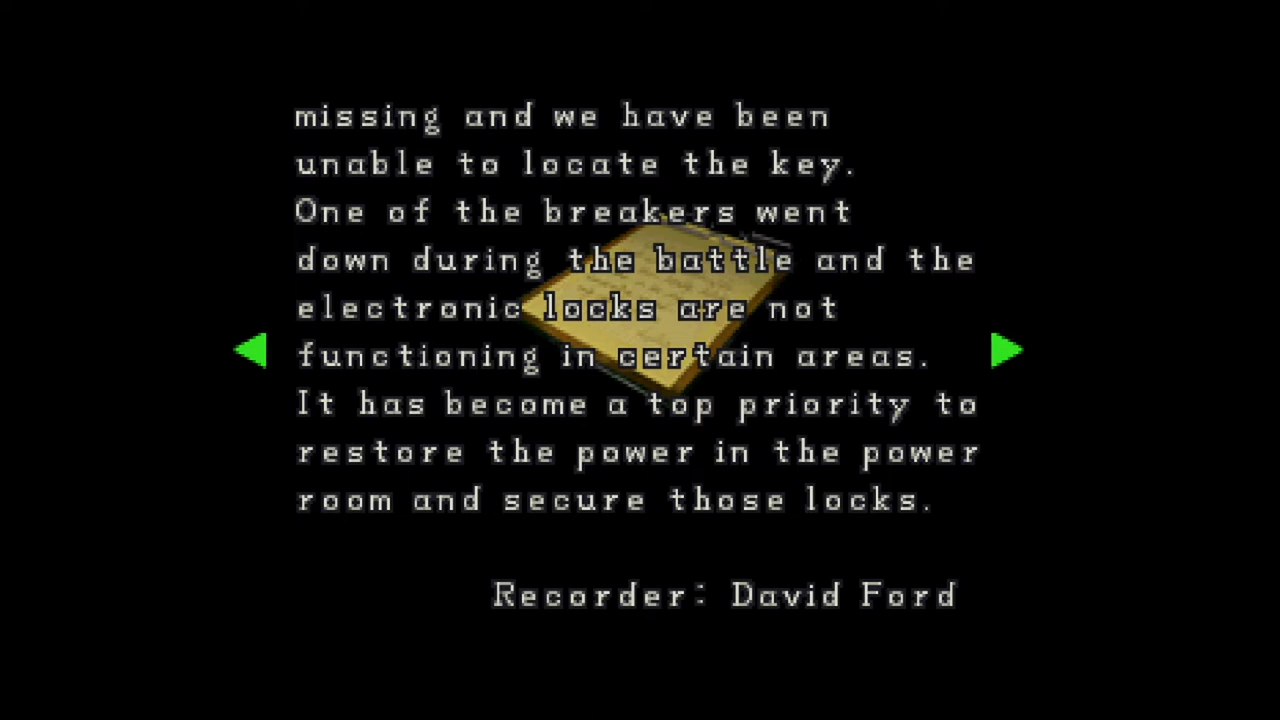 missing and we have been
unable to locate the key.
One of the breakers went
down during the battle and the
electronic locks are not
functioning in certain areas.
It has become a top priority to
restore the power in the power
room and secure those locks.
Recorder: David Ford